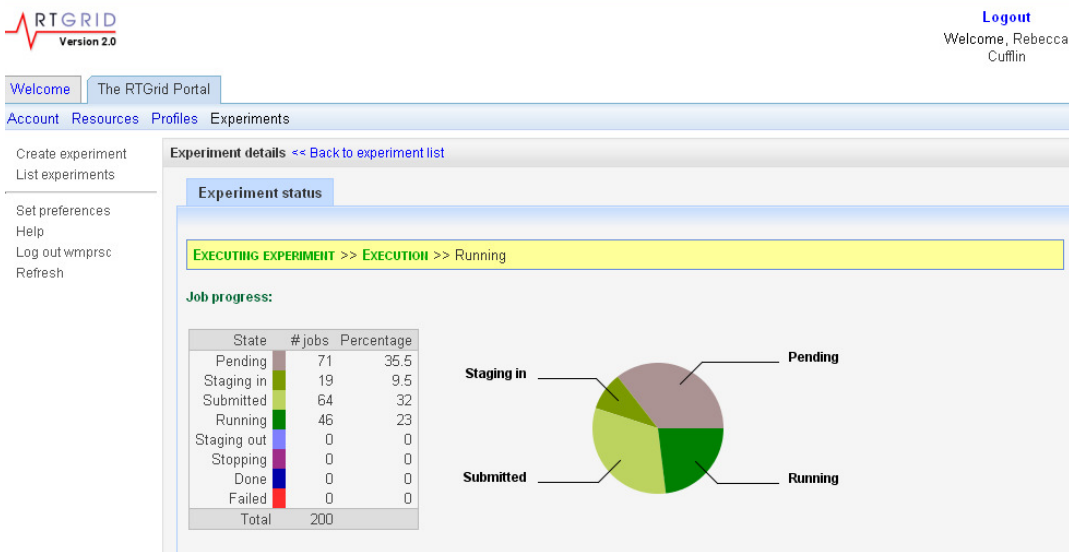 RTGRID
Version 2.0
Logout
Welcome, Rebecca
Cufflin
Welcome The RTGrid Portal
Account Resources Profiles Experiments
Create experiment
List experiments
Set preferences
Help
Log out wmprsc
Refresh
Experiment details << Back to experiment list
Experiment status
EXECUTING EXPERIMENT >> EXECUTION >> Running
Job progress:
State # jobs Percentage
Pending 71 35.5
Staging in 19 9.5
Submitted 64 32
Running 46 23
Staging out 0 0
Stopping 0 0
Done 0 0
Failed 0 0
Total 200
Pending
Staging in
Submitted
Running